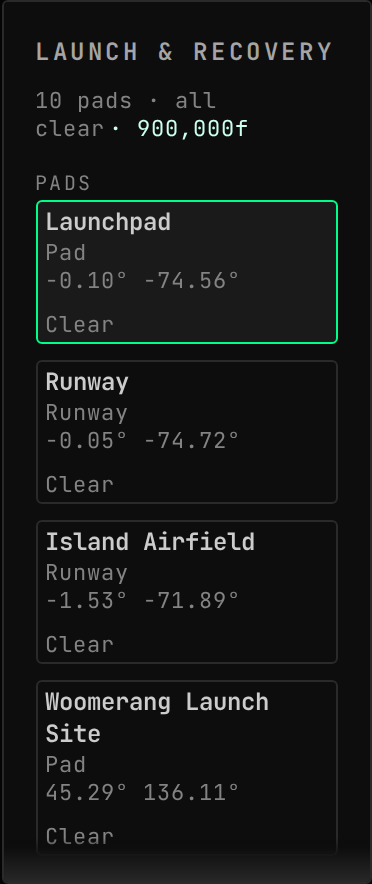 LAUNCH & RECOVERY
10 pads · all
clear · 900,000f
PADS
Launchpad
Pad
-0.10° -74.56°
Clear
Runway
Runway
-0.05° -74.72°
Clear
Island Airfield
Runway
-1.53° -71.89°
Clear
Woomerang Launch
Site
Pad
45.29° 136.11°
Clear